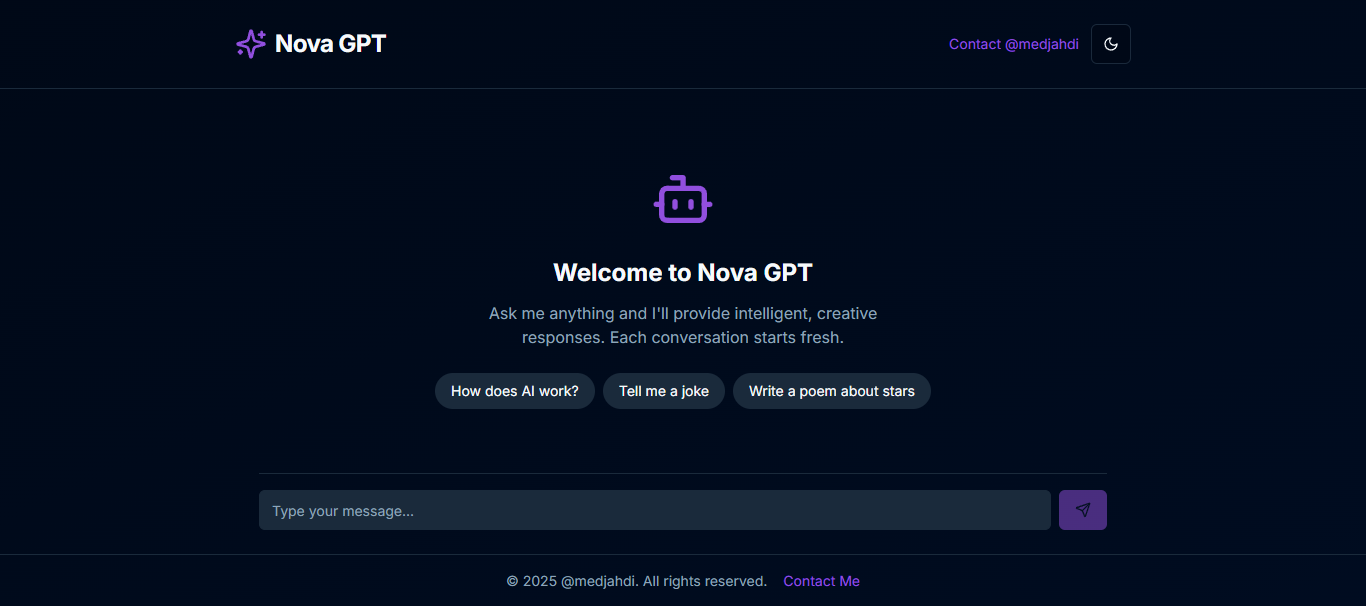 Nova GPT
Contact @medjahdi
Welcome to Nova GPT
Ask me anything and I'll provide intelligent, creative
responses. Each conversation starts fresh.
How does AI work?
Tell me a joke
Write a poem about stars
Type your message...
© 2025 @medjahdi. All rights reserved.
Contact Me